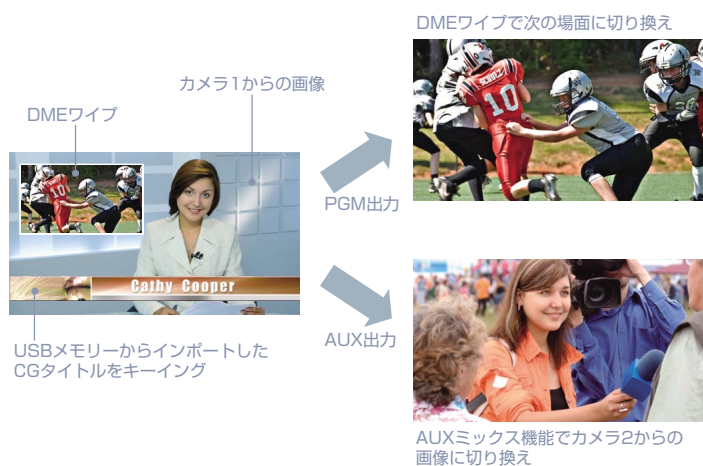 DMEワイプで次の場面に切り換え
カメラ1からの画像
DMEワイプ
SCHULZ
10
10
PGM出力
Cathy Cooper
AUX出力
USBメモリーからインポートした
CGタイトルをキーイング
AUXミックス機能でカメラ2からの
画像に切り換え